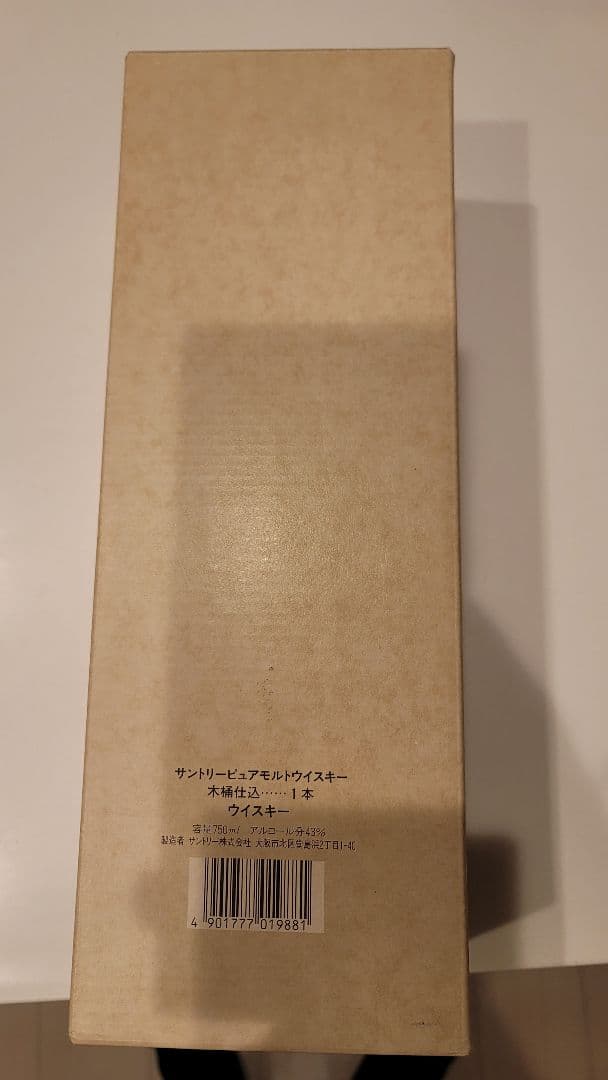 サントリーピュアモルトウイスキー
木桶仕込……1本
ウイスキー
容量750ml アルコール分43%
製造者 サントリー株式会社 大阪市北区堂島浜2丁目1-40
4 901777 019881